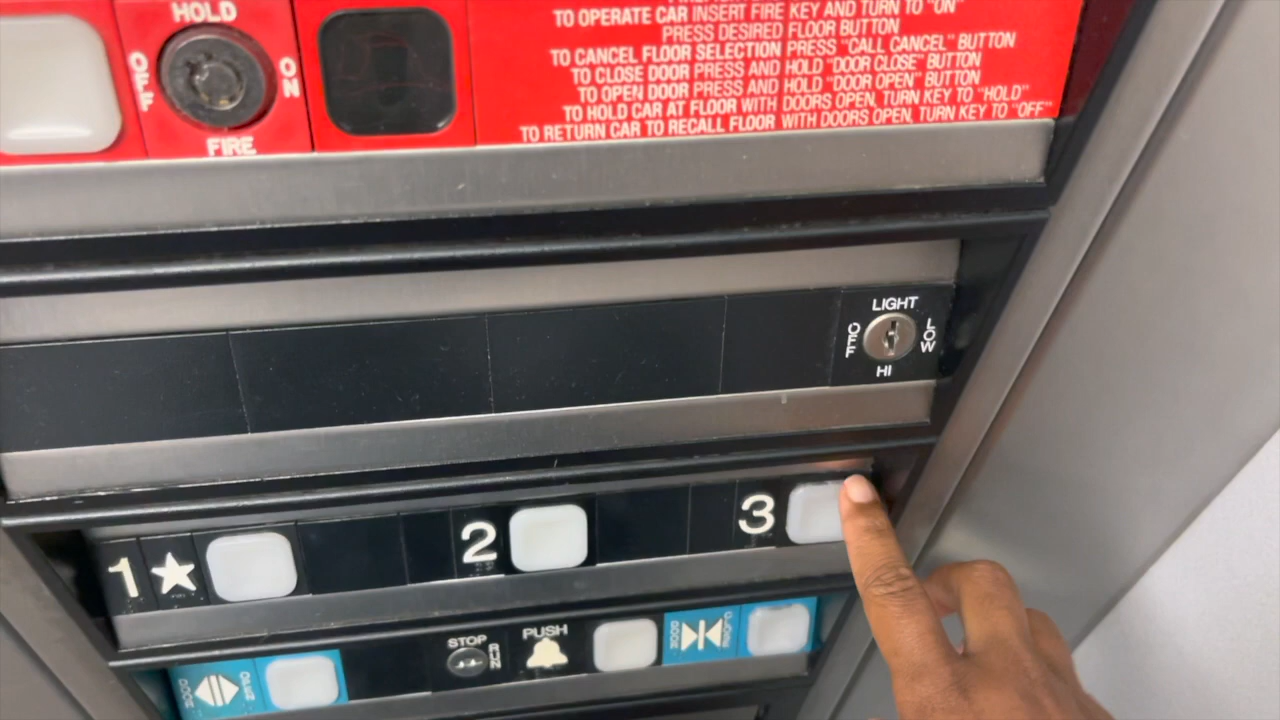 HOLD
OFF
ON
FIRE
TO OPERATE CAR INSERT FIRE KEY AND TURN TO "ON"
PRESS DESIRED FLOOR BUTTON
TO CANCEL FLOOR SELECTION PRESS "CALL CANCEL" BUTTON
TO CLOSE DOOR PRESS AND HOLD "DOOR CLOSE" BUTTON
TO OPEN DOOR PRESS AND HOLD "DOOR OPEN" BUTTON
TO HOLD CAR AT FLOOR WITH DOORS OPEN, TURN KEY TO "HOLD"
TO RETURN CAR TO RECALL FLOOR WITH DOORS OPEN, TURN KEY TO "OFF"
LIGHT
OFF
LOW
HI
1
2
3
STOP
RUN
PUSH
DOOR
DOOR
CLOSE